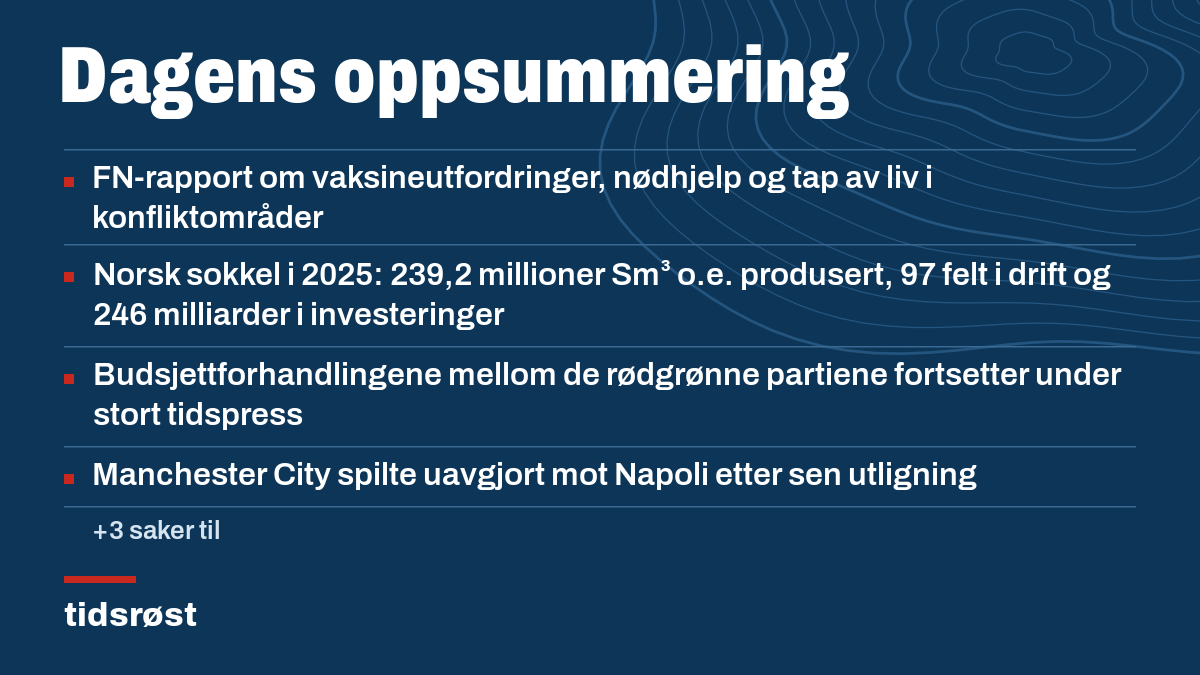 Dagens oppsummering
FN-rapport om vaksineutfordringer, nødhjelp og tap av liv i
konfliktområder
Norsk sokkel i 2025: 239,2 millioner Sm³ o.e. produsert, 97 felt i drift og
246 milliarder i investeringer
Budsjettforhandlingene mellom de rødgrønne partiene fortsetter under
stort tidspress
Manchester City spilte uavgjort mot Napoli etter sen utligning
+3 saker til
tidsrøst